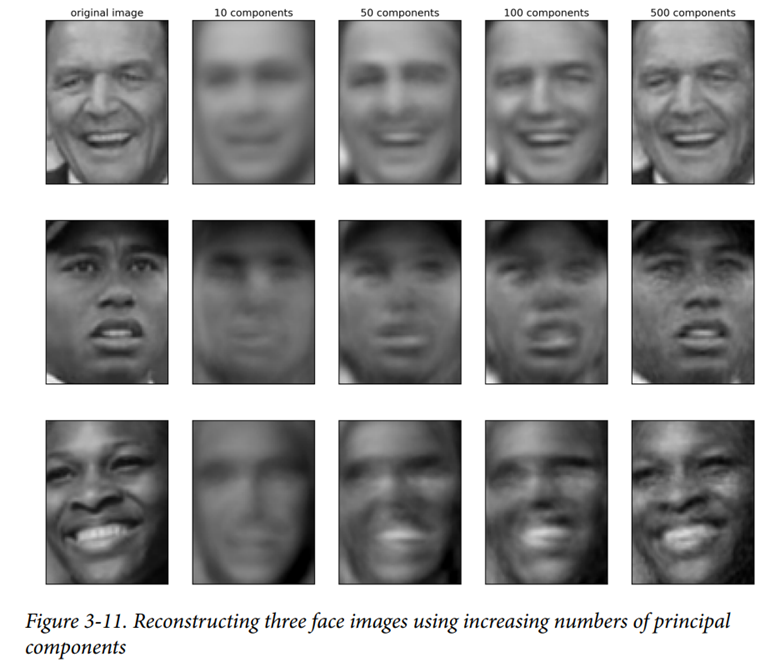 original image
10 components
50 components
100 components
500 components
Figure 3-11. Reconstructing three face images using increasing numbers of principal
components